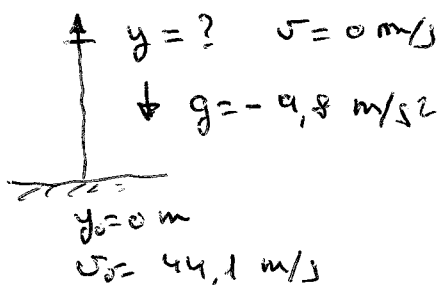 y = ? v = 0 m/s
g = - 9,8 m/s2
y0 = 0 m
v0 = 44,1 m/s